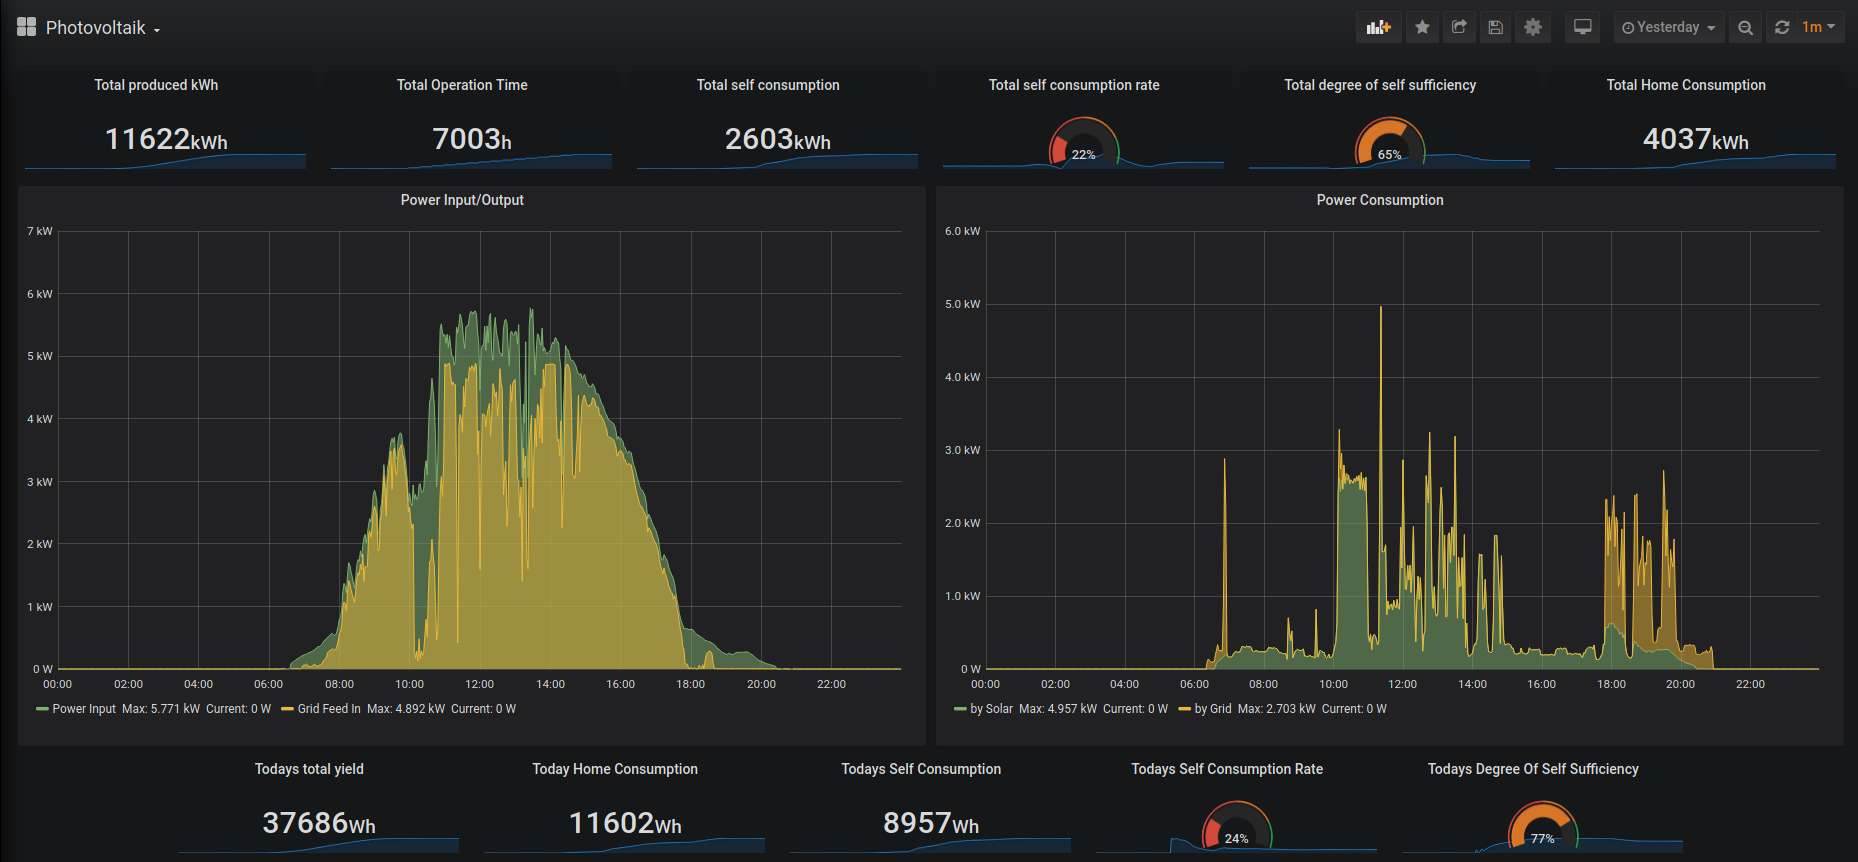 Photovoltaik
Yesterday
1m
Total produced kWh
Total Operation Time
Total self consumption
Total self consumption rate
Total degree of self sufficiency
Total Home Consumption
11622kWh
7003h
2603kWh
22%
65%
4037kWh
Power Input/Output
7 kW
6 kW
5 kW
4 kW
3 kW
2 kW
1 kW
0 W
00:00 02:00 04:00 06:00 08:00 10:00 12:00 14:00 16:00 18:00 20:00 22:00
Power Input Max: 5.771 kW Current: 0 W Grid Feed In Max: 4.892 kW Current: 0 W
Power Consumption
6.0 kW
5.0 kW
4.0 kW
3.0 kW
2.0 kW
1.0 kW
0 W
00:00 02:00 04:00 06:00 08:00 10:00 12:00 14:00 16:00 18:00 20:00 22:00
by Solar Max: 4.957 kW Current: 0 W by Grid Max: 2.703 kW Current: 0 W
Todays total yield
Today Home Consumption
Todays Self Consumption
Todays Self Consumption Rate
Todays Degree Of Self Sufficiency
37686Wh
11602Wh
8957Wh
24%
77%